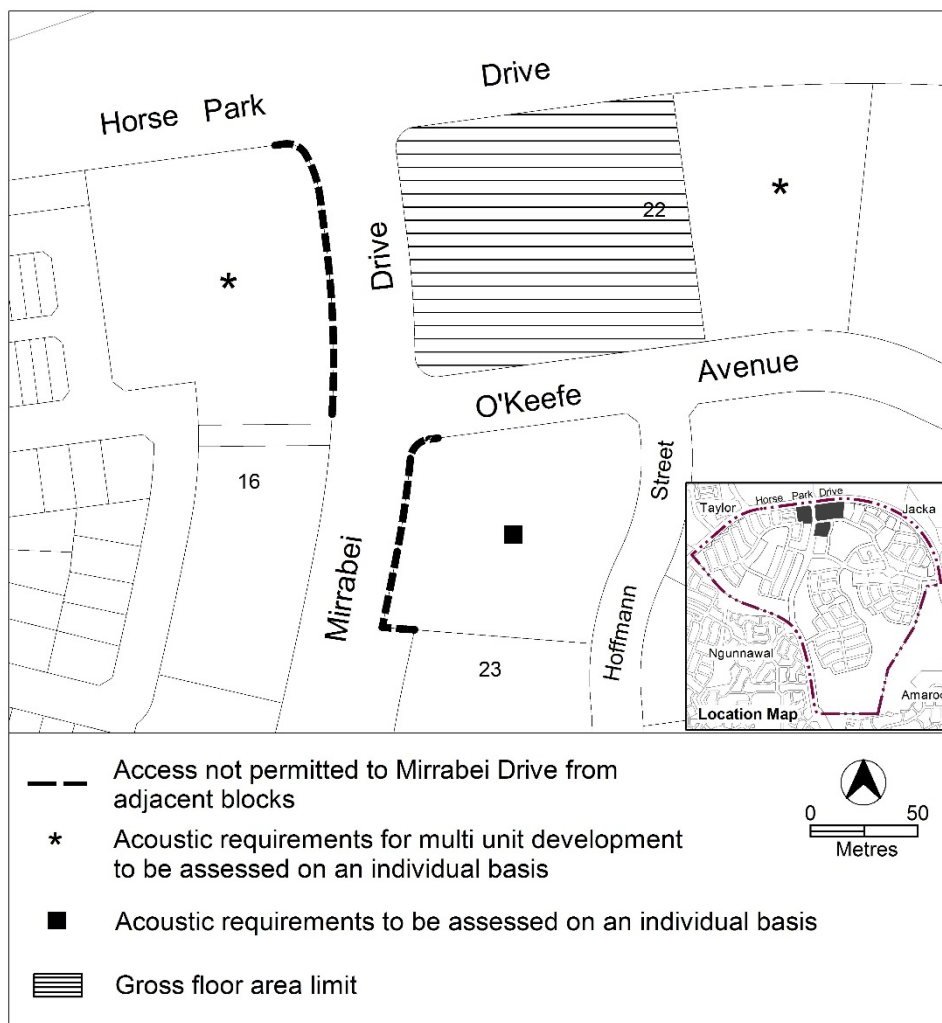 Horse Park
Drive
Drive
22
*
*
O'Keefe
Avenue
16
Mirrabei
23
Street
Hoffmann
Taylor
Horse Park Drive
Jacka
Ngunnawal
Amaroo
Location Map
Access not permitted to Mirrabei Drive from
adjacent blocks
* Acoustic requirements for multi unit development
to be assessed on an individual basis
Acoustic requirements to be assessed on an individual basis
Gross floor area limit
0 50
Metres